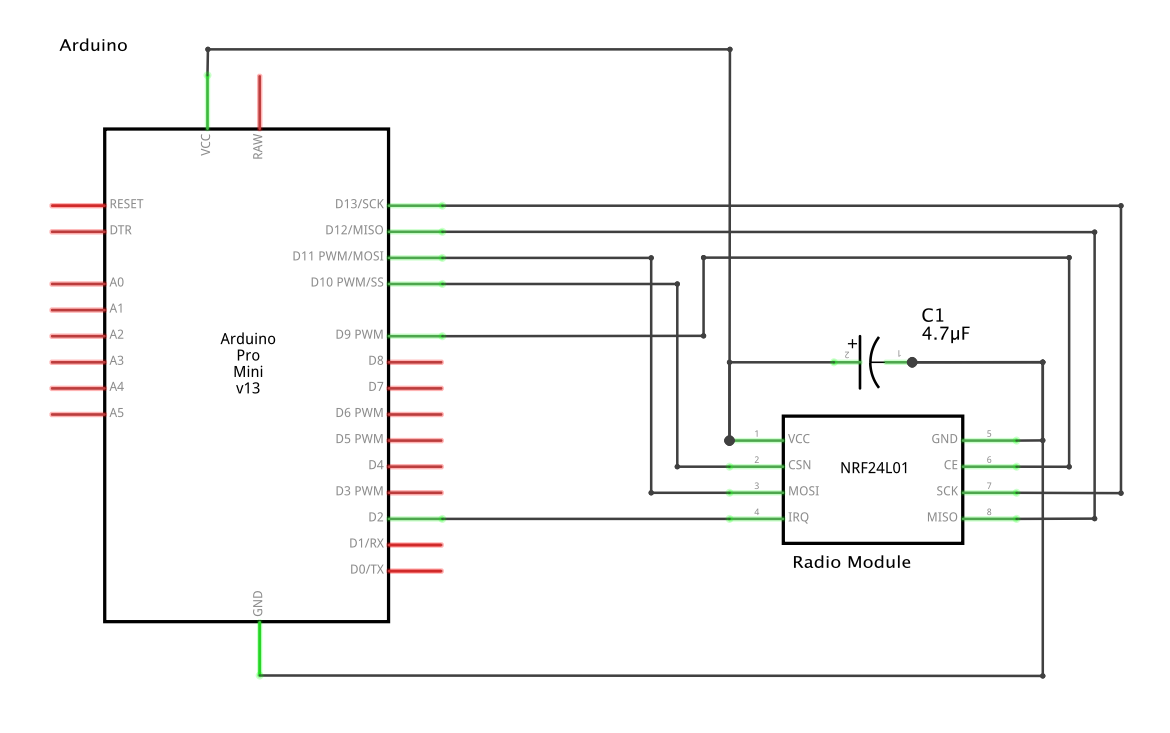 Arduino
VCC
RAW
RESET
DTR
A0
A1
A2
A3
A4
A5
Arduino
Pro
Mini
v13
D13/SCK
D12/MISO
D11 PWM/MOSI
D10 PWM/SS
D9 PWM
D8
D7
D6 PWM
D5 PWM
D4
D3 PWM
D2
D1/RX
D0/TX
GND
C1
4.7µF
+
2
1
1 VCC
2 CSN
3 MOSI
4 IRQ
NRF24L01
GND 5
CE 6
SCK 7
MISO 8
Radio Module